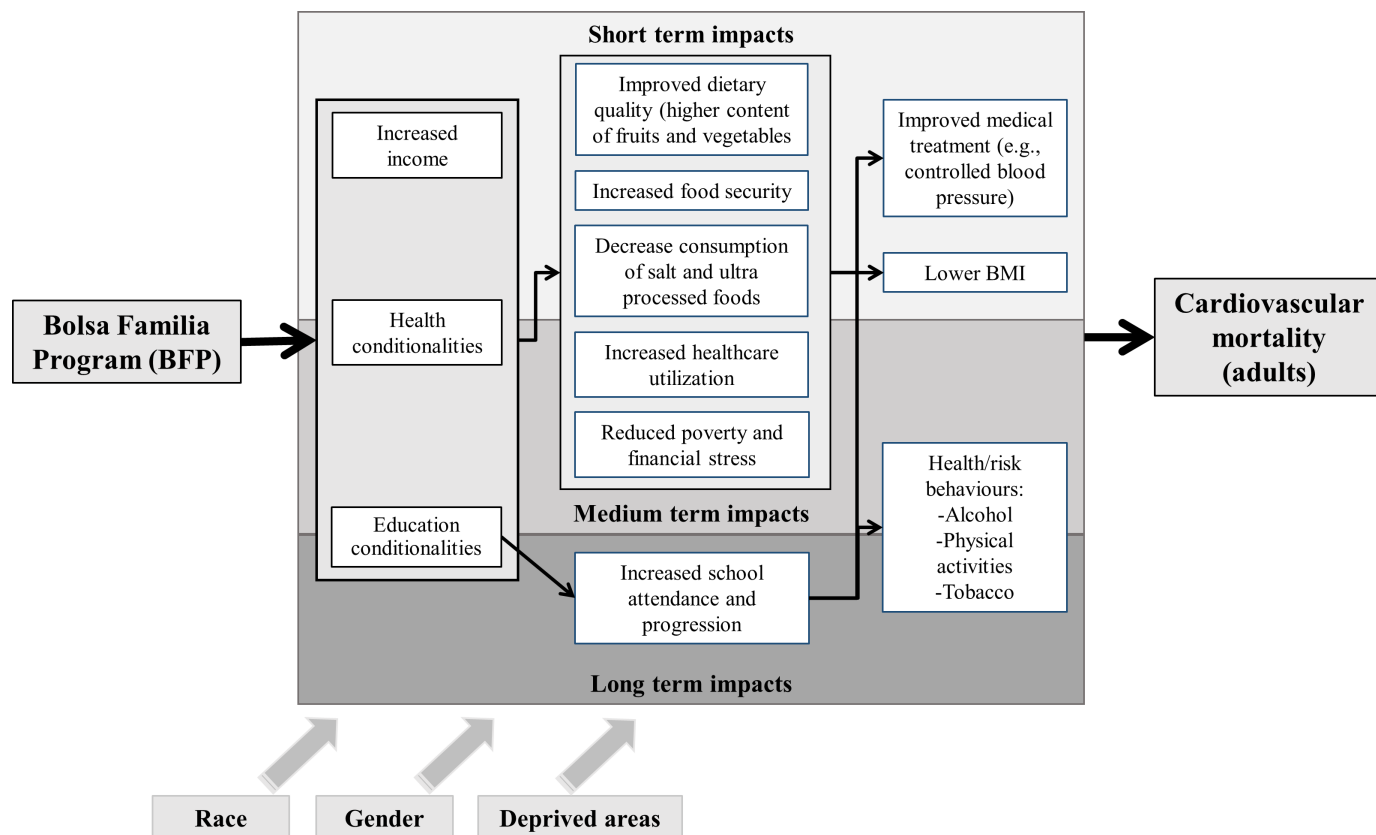 Short term impacts
Bolsa Familia
Program (BFP)
Increased
income
Health
conditionalities
Education
conditionalities
Improved dietary
quality (higher content
of fruits and vegetables
Increased food security
Decrease consumption
of salt and ultra
processed foods
Increased healthcare
utilization
Reduced poverty and
financial stress
Medium term impacts
Increased school
attendance and
progression
Long term impacts
Improved medical
treatment (e.g.,
controlled blood
pressure)
Lower BMI
Health/risk
behaviours:
-Alcohol
-Physical
activities
-Tobacco
Cardiovascular
mortality
(adults)
Race
Gender
Deprived areas